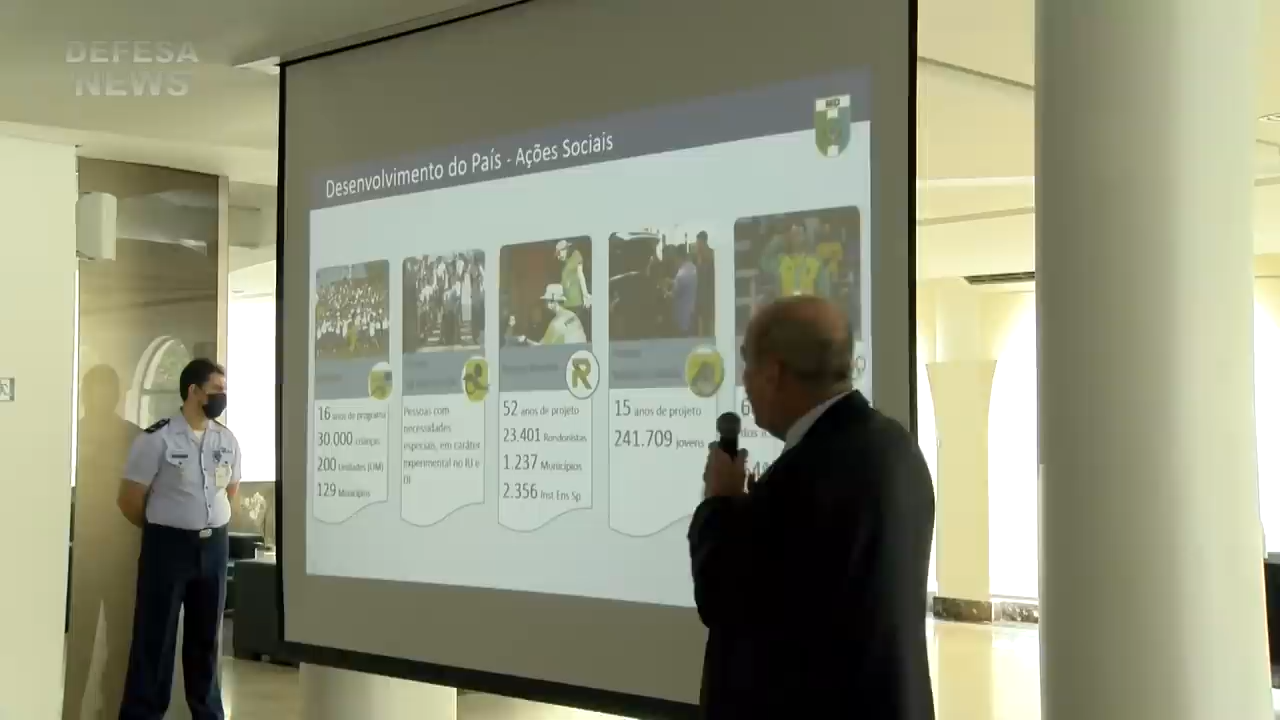 DEFESA
NEWS
MD
Desenvolvimento do País - Ações Sociais
16 anos de programa
30.000 crianças
200 Unidades (OM)
129 Municípios
Pessoas com
necessidades
especiais, em caráter
experimental no RJ e
DF
52 anos de projeto
23.401 Rondonistas
1.237 Municípios
2.356 Inst Ens Sp
15 anos de projeto
241.709 jovens